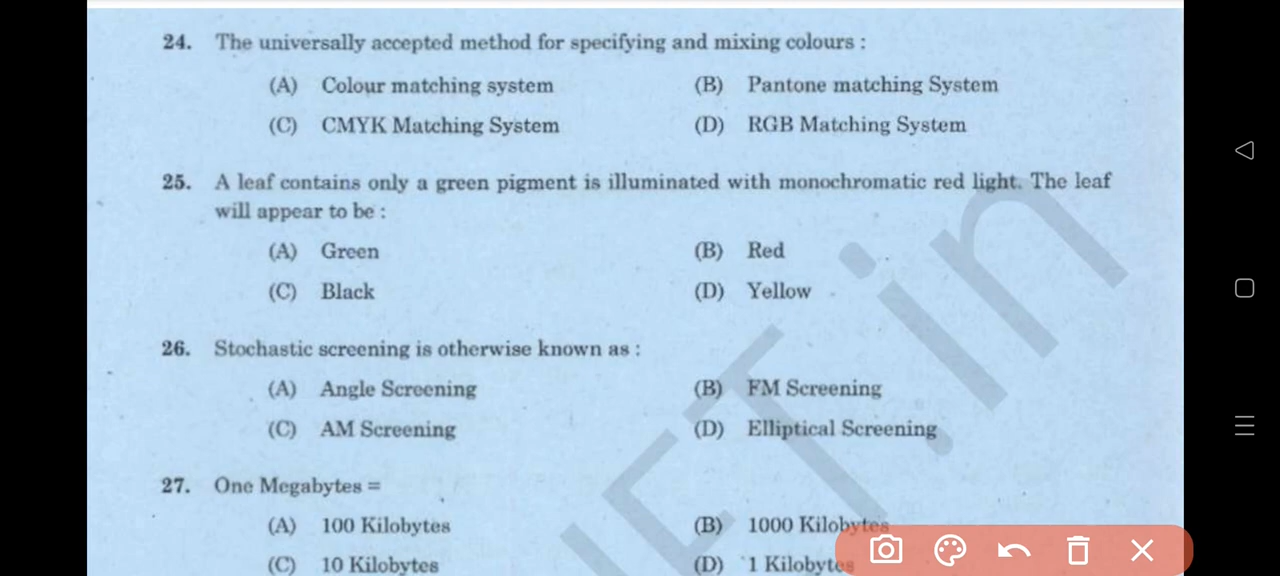 24. The universally accepted method for specifying and mixing colours :
(A) Colour matching system (B) Pantone matching System
(C) CMYK Matching System (D) RGB Matching System
25. A leaf contains only a green pigment is illuminated with monochromatic red light. The leaf
will appear to be :
(A) Green (B) Red
(C) Black (D) Yellow
26. Stochastic screening is otherwise known as :
(A) Angle Screening (B) FM Screening
(C) AM Screening (D) Elliptical Screening
27. One Megabytes =
(A) 100 Kilobytes (B) 1000 Kilobytes
(C) 10 Kilobytes (D) 1 Kilobytes